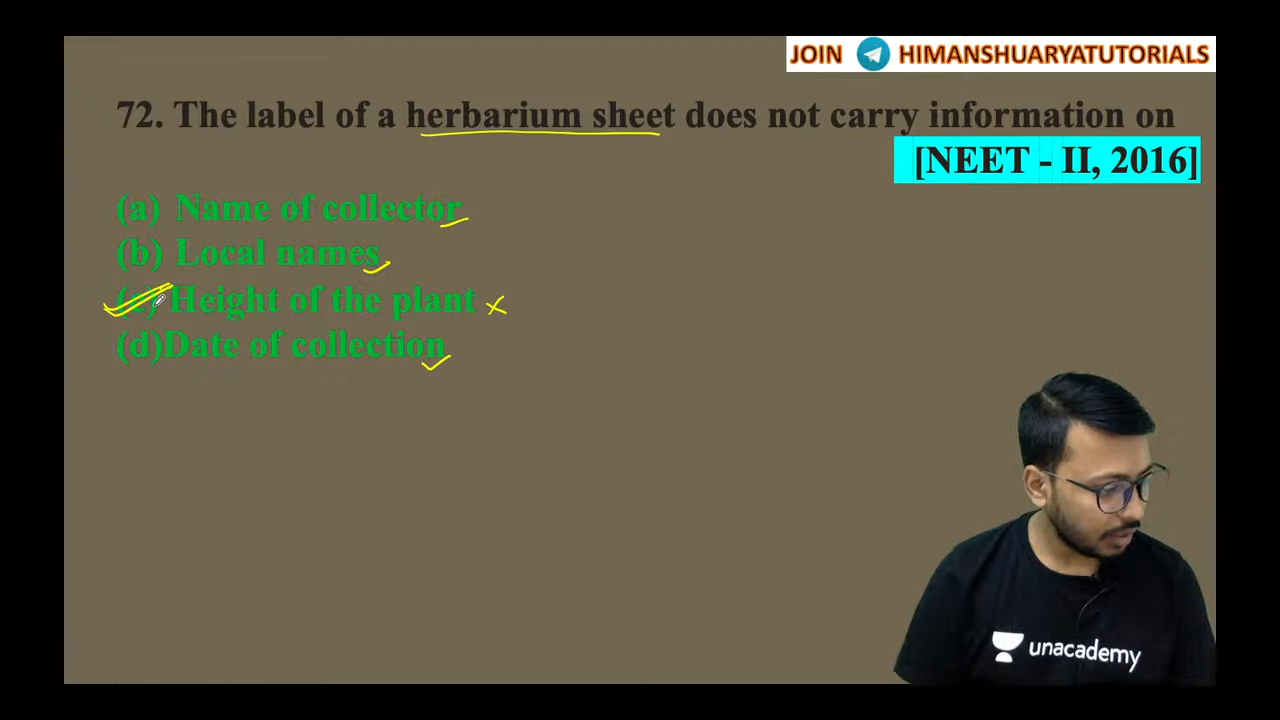 JOIN HIMANSHUARYATUTORIALS
72. The label of a herbarium sheet does not carry information on
[NEET - II, 2016]
(a) Name of collector
(b) Local names
(c) Height of the plant
(d)Date of collection
unacademy